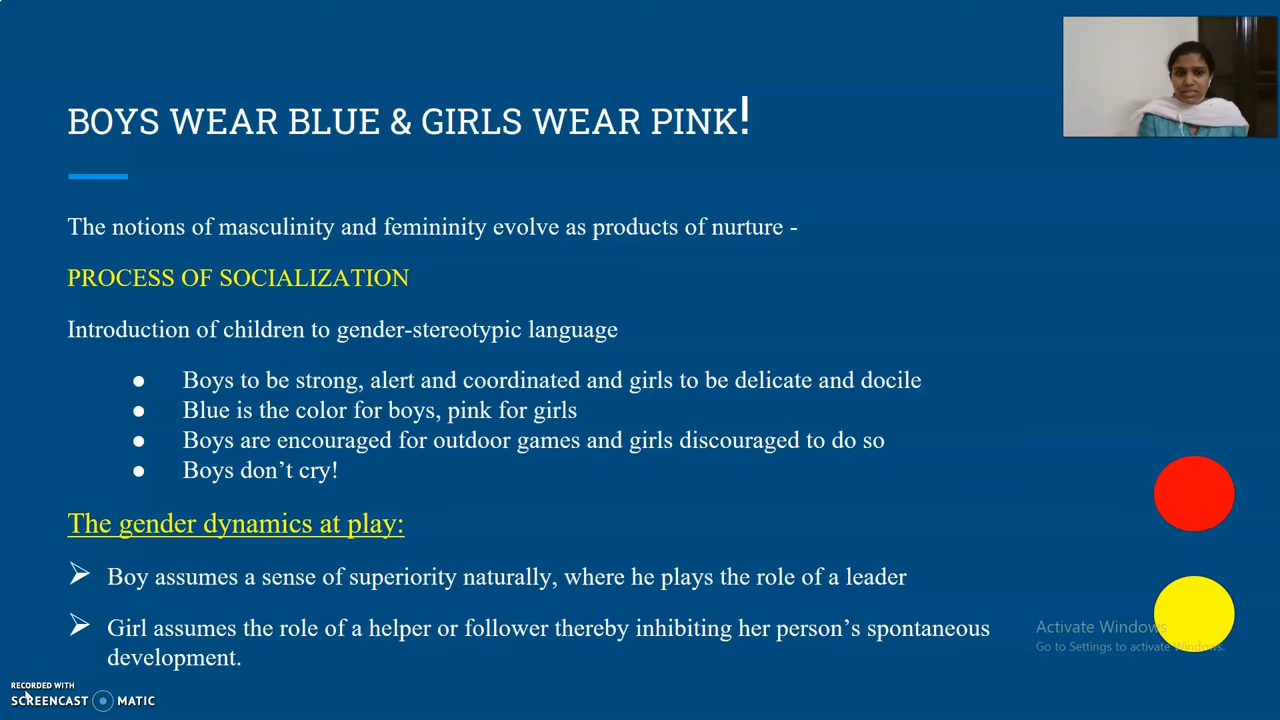 BOYS WEAR BLUE & GIRLS WEAR PINK!
The notions of masculinity and femininity evolve as products of nurture -
PROCESS OF SOCIALIZATION
Introduction of children to gender-stereotypic language
● Boys to be strong, alert and coordinated and girls to be delicate and docile
● Blue is the color for boys, pink for girls
● Boys are encouraged for outdoor games and girls discouraged to do so
● Boys don’t cry!
The gender dynamics at play:
➢ Boy assumes a sense of superiority naturally, where he plays the role of a leader
➢ Girl assumes the role of a helper or follower thereby inhibiting her person’s spontaneous
development.
Activate Windows
Go to Settings to activate Windows.
RECORDED WITH
SCREENCAST MATIC